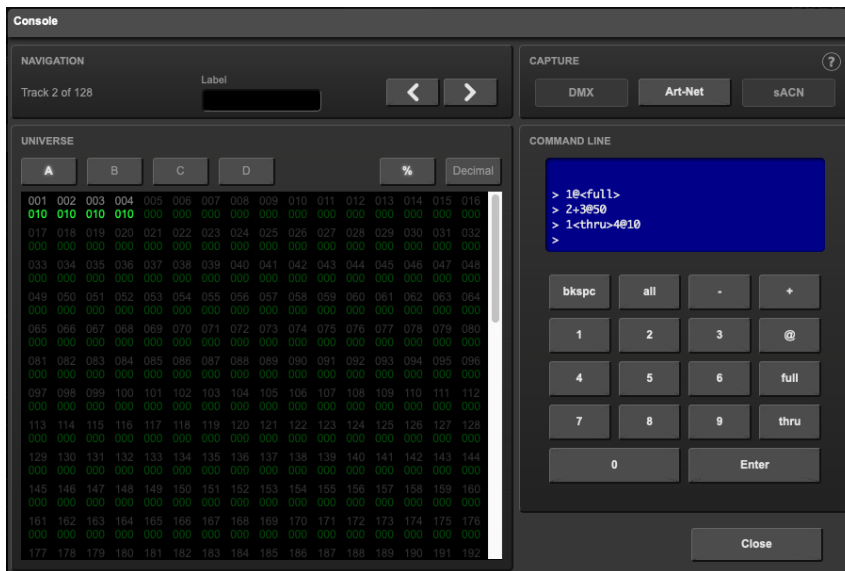 Console
NAVIGATION
Track 2 of 128
Label
CAPTURE
?
DMX Art-Net sACN
UNIVERSE
A B C D % Decimal
001 002 003 004 005 006 007 008 009 010 011 012 013 014 015 016
010 010 010 010 000 000 000 000 000 000 000 000 000 000 000 000
017 018 019 020 021 022 023 024 025 026 027 028 029 030 031 032
000 000 000 000 000 000 000 000 000 000 000 000 000 000 000 000
033 034 035 036 037 038 039 040 041 042 043 044 045 046 047 048
000 000 000 000 000 000 000 000 000 000 000 000 000 000 000 000
049 050 051 052 053 054 055 056 057 058 059 060 061 062 063 064
000 000 000 000 000 000 000 000 000 000 000 000 000 000 000 000
065 066 067 068 069 070 071 072 073 074 075 076 077 078 079 080
000 000 000 000 000 000 000 000 000 000 000 000 000 000 000 000
081 082 083 084 085 086 087 088 089 090 091 092 093 094 095 096
000 000 000 000 000 000 000 000 000 000 000 000 000 000 000 000
097 098 099 100 101 102 103 104 105 106 107 108 109 110 111 112
000 000 000 000 000 000 000 000 000 000 000 000 000 000 000 000
113 114 115 116 117 118 119 120 121 122 123 124 125 126 127 128
000 000 000 000 000 000 000 000 000 000 000 000 000 000 000 000
129 130 131 132 133 134 135 136 137 138 139 140 141 142 143 144
000 000 000 000 000 000 000 000 000 000 000 000 000 000 000 000
145 146 147 148 149 150 151 152 153 154 155 156 157 158 159 160
000 000 000 000 000 000 000 000 000 000 000 000 000 000 000 000
161 162 163 164 165 166 167 168 169 170 171 172 173 174 175 176
000 000 000 000 000 000 000 000 000 000 000 000 000 000 000 000
177 178 179 180 181 182 183 184 185 186 187 188 189 190 191 192
COMMAND LINE
> 1@<full>
> 2+3@50
> 1<thru>4@10
>
bkspc all - +
1 2 3 @
4 5 6 full
7 8 9 thru
0 Enter
Close